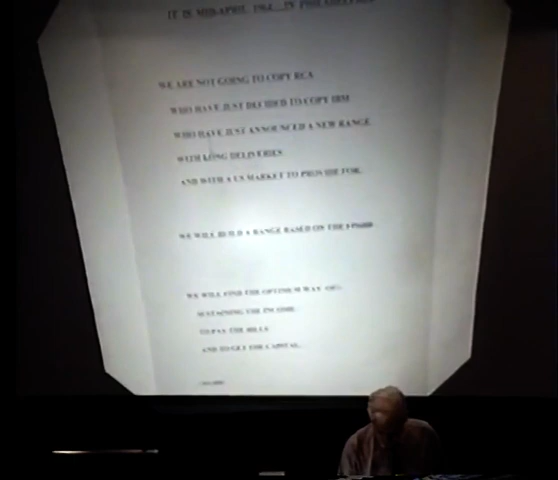 IT IS MID-APRIL 1964 IN PHILADELPHIA
WE ARE NOT GOING TO COPY RCA
WHO HAVE JUST DECIDED TO COPY IBM
WHO HAVE JUST ANNOUNCED A NEW RANGE
WITH LONG DELIVERIES
AND WITH A US MARKET TO PROVIDE FOR.
WE WILL BUILD A RANGE BASED ON THE
WE WILL FIND THE OPTIMUM WAY OF:-
SUSTAINING THE INCOME
TO PAY THE BILLS
AND TO GET THE CAPITAL.